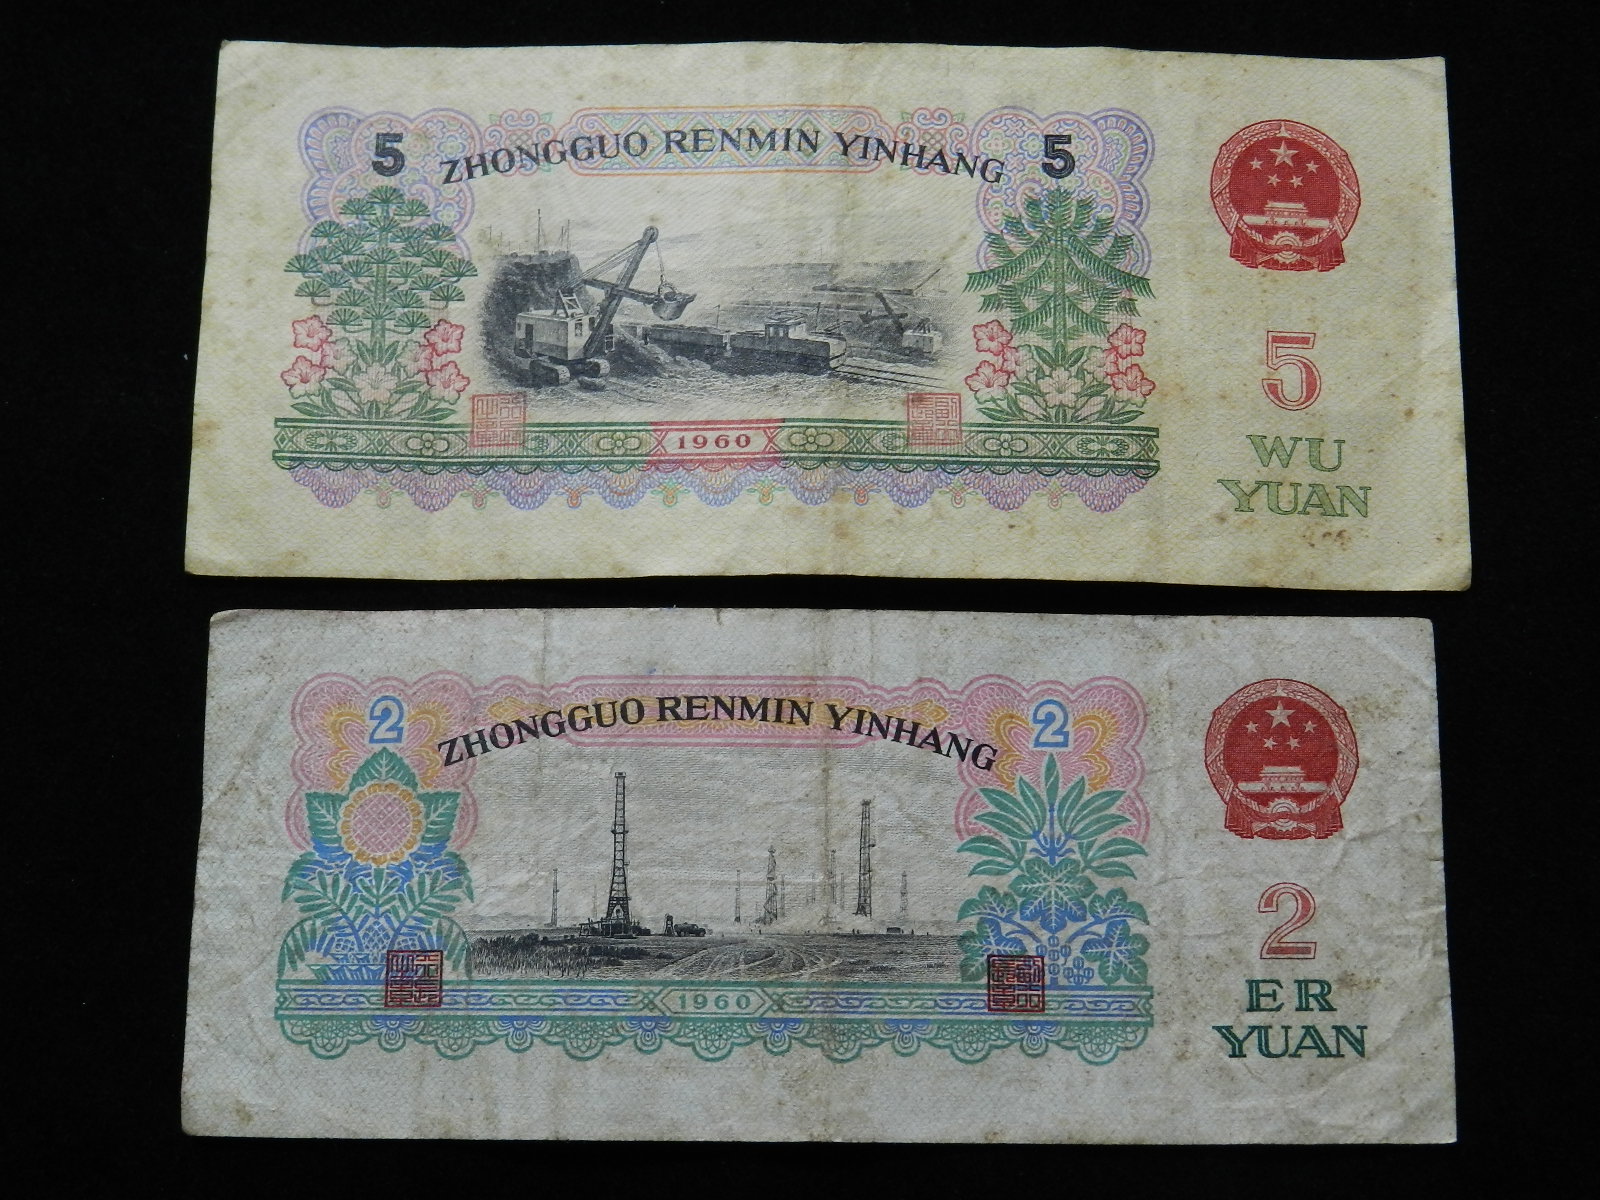 5 ZHONGGUO RENMIN YINHANG 5
1960
5
WU
YUAN
2 ZHONGGUO RENMIN YINHANG 2
1960
2
ER
YUAN